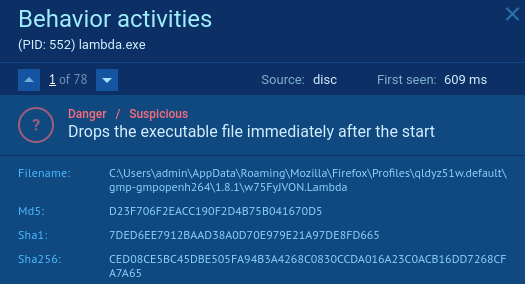 Behavior activities
(PID: 552) lambda.exe
1 of 78 Source: disc First seen: 609 ms
?
Danger / Suspicious
Drops the executable file immediately after the start
Filename: C:\Users\admin\AppData\Roaming\Mozilla\Firefox\Profiles\qldyz51w.default\
gmp-gmpopenh264\1.8.1\w75FyJVON.Lambda
Md5: D23F706F2EACC190F2D4B75B041670D5
Sha1: 7DED6EE7912BAAD38A0D70E979E21A97DE8FD665
Sha256: CED08CE5BC45DBE505FA94B3A4268C0830CCDA016A23C0ACB16DD7268CF
A7A65